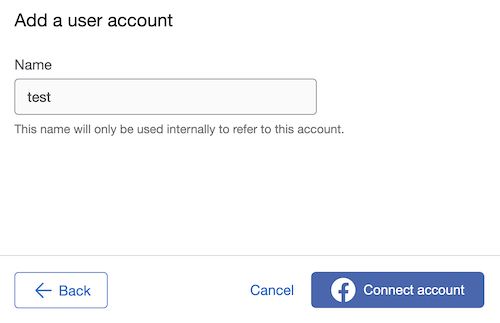 Add a user account
Name
test
This name will only be used internally to refer to this account.
Back
Cancel
Connect account